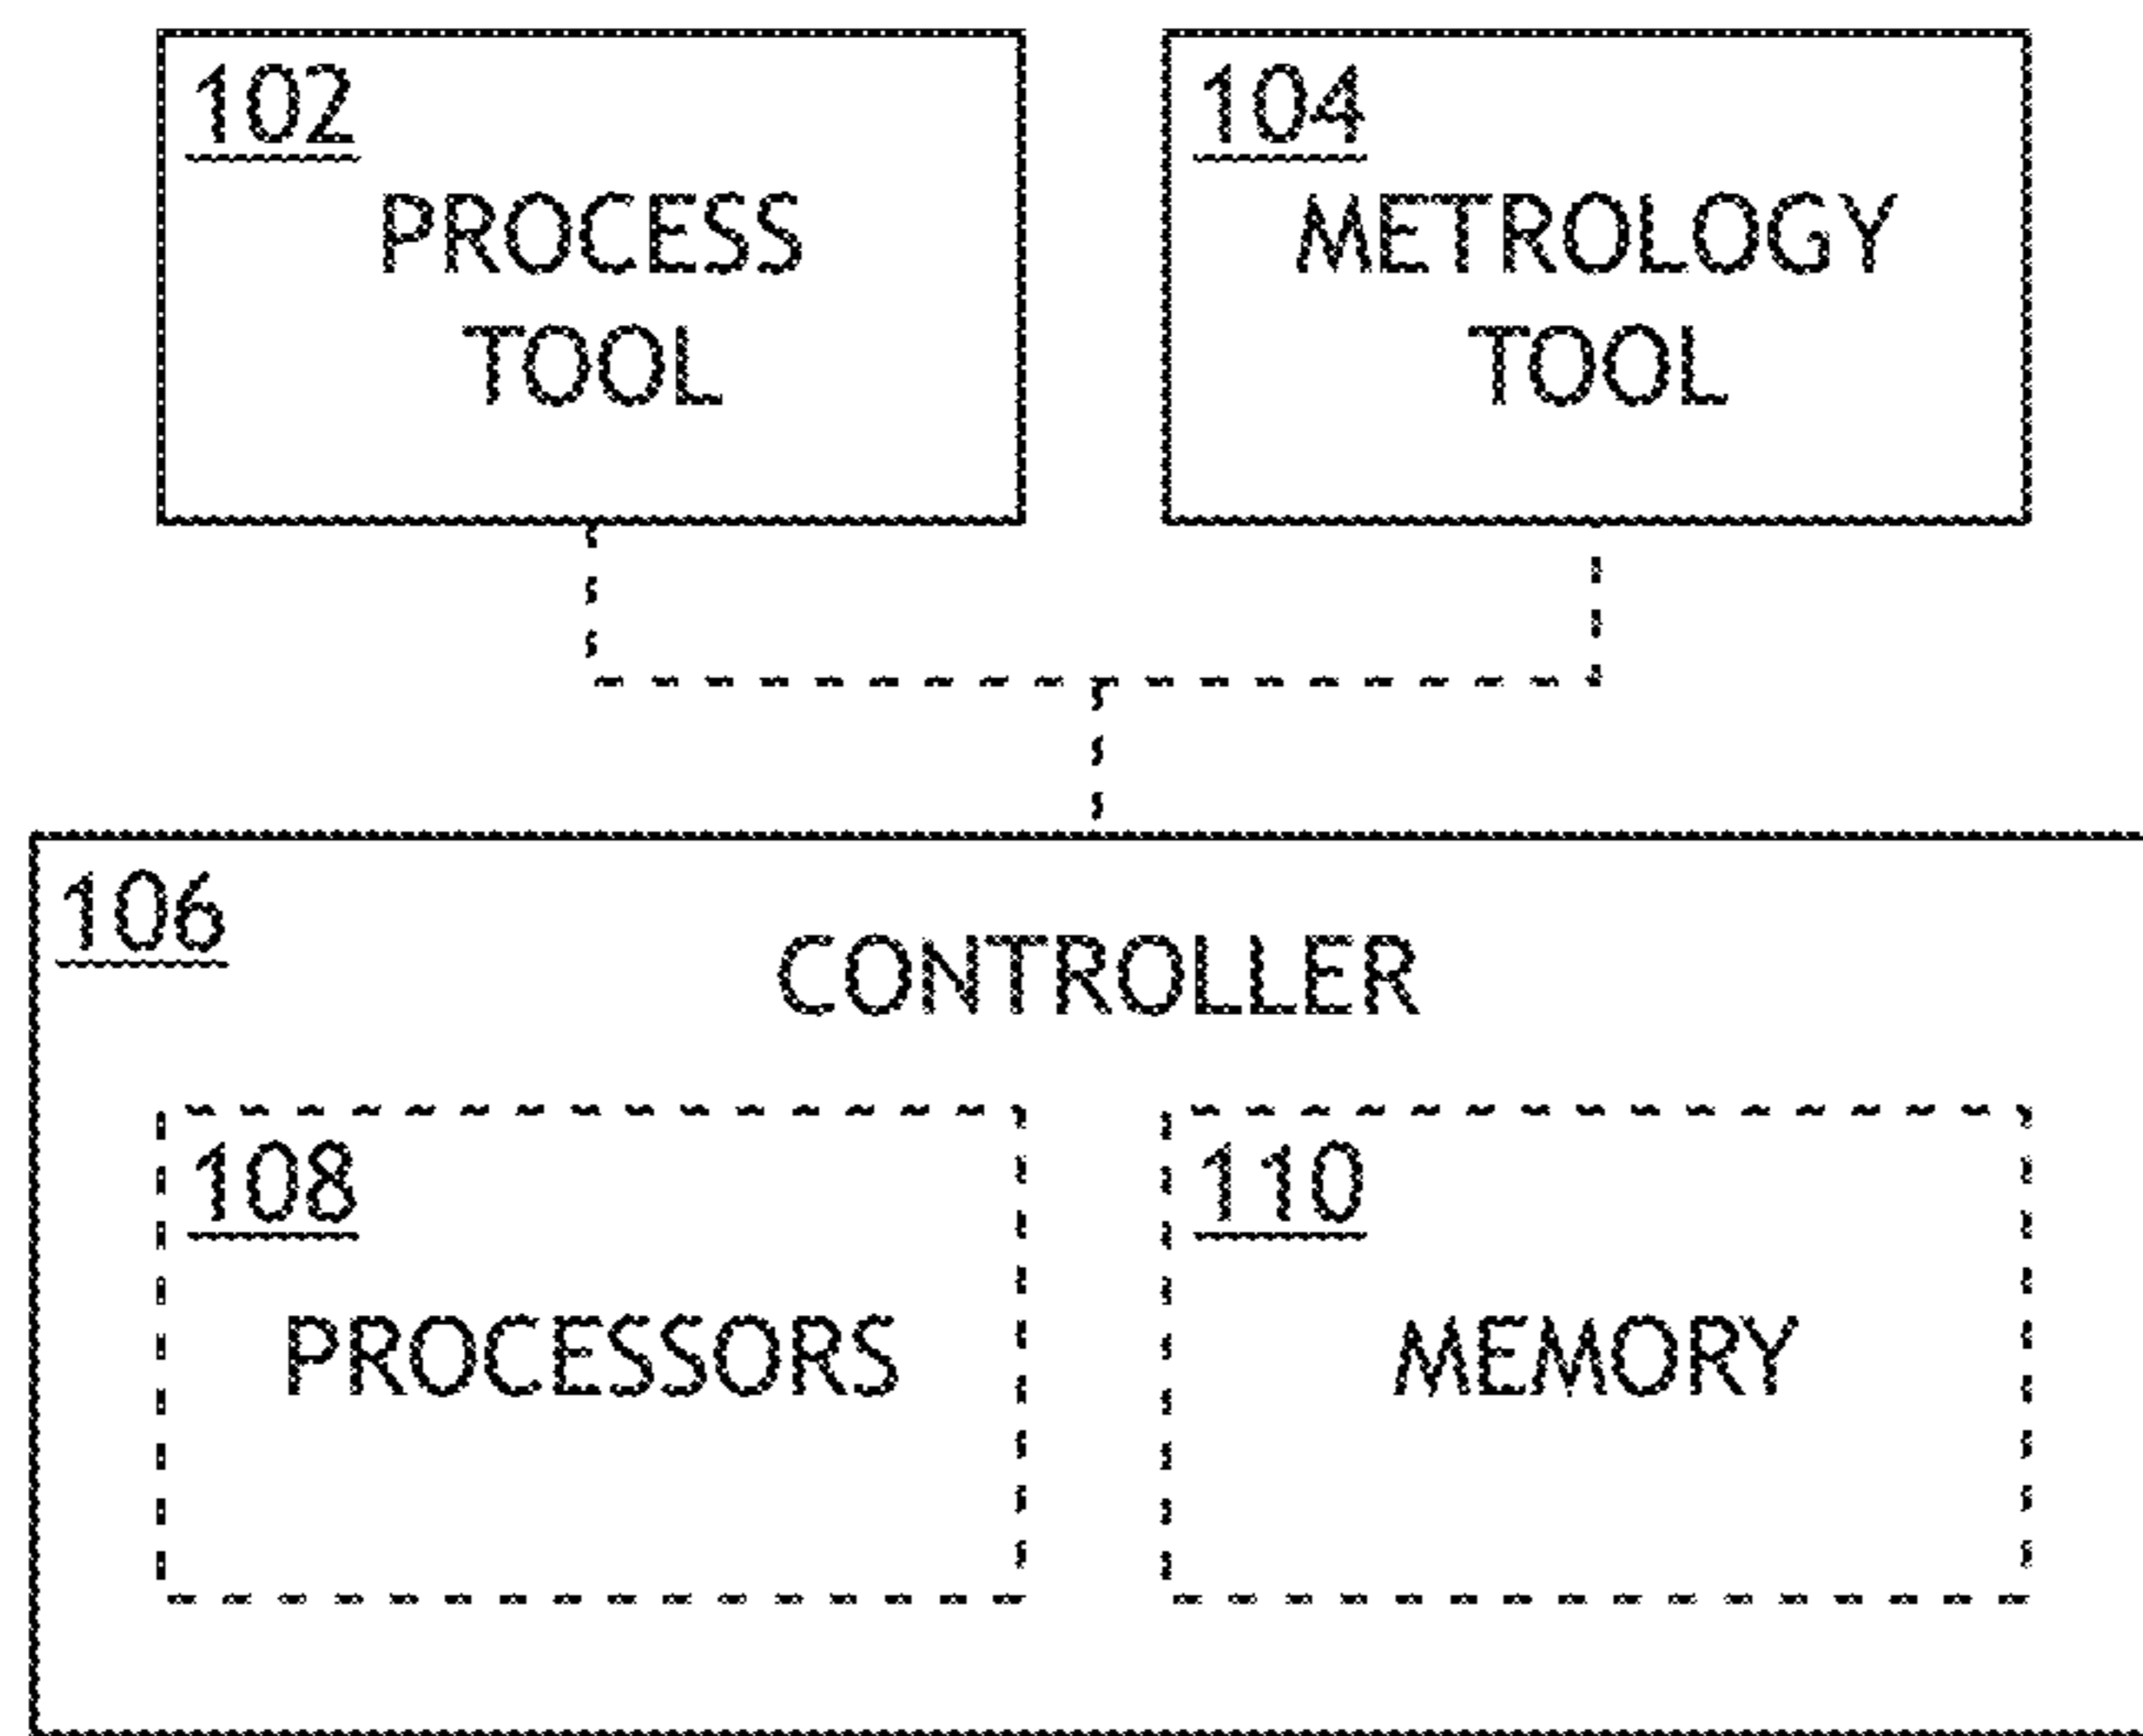 102
PROCESS
TOOL
104
METROLOGY
TOOL
106
CONTROLLER
108
PROCESSORS
110
MEMORY